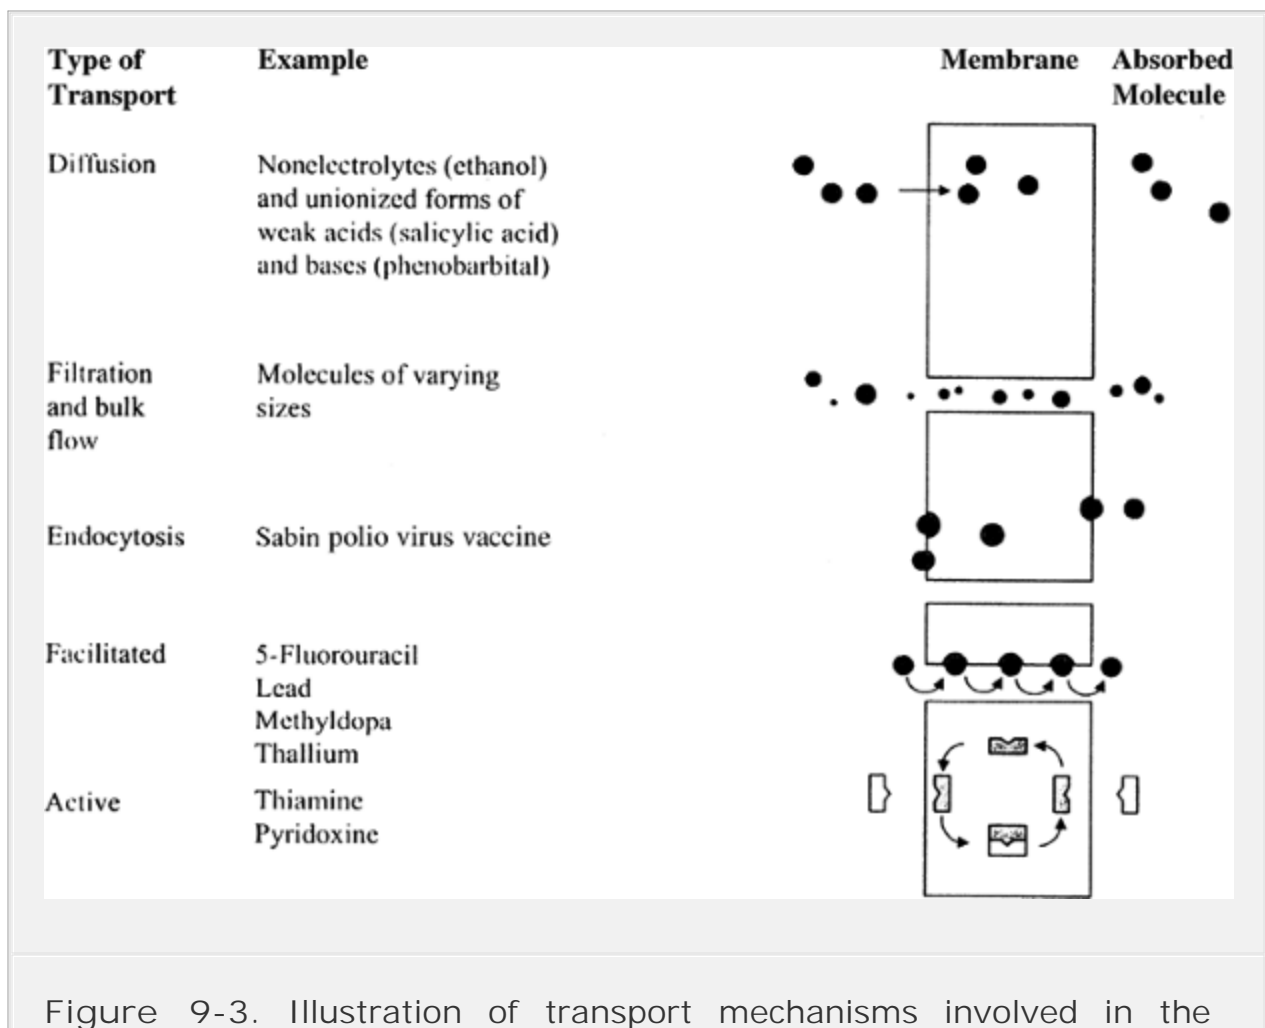 Type of Transport
Example
Membrane
Absorbed Molecule
Diffusion
Nonelectrolytes (ethanol)
and unionized forms of
weak acids (salicylic acid)
and bases (phenobarbital)
Filtration
and bulk
flow
Molecules of varying
sizes
Endocytosis
Sabin polio virus vaccine
Facilitated
5-Fluorouracil
Lead
Methyldopa
Thallium
Active
Thiamine
Pyridoxine
Figure 9-3. Illustration of transport mechanisms involved in the